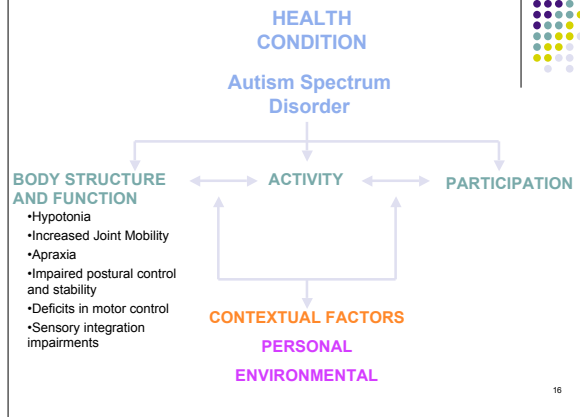 HEALTH
CONDITION
Autism Spectrum
Disorder
BODY STRUCTURE
AND FUNCTION
•Hypotonia
•Increased Joint Mobility
•Apraxia
•Impaired postural control
and stability
•Deficits in motor control
•Sensory integration
impairments
ACTIVITY
PARTICIPATION
CONTEXTUAL FACTORS
PERSONAL
ENVIRONMENTAL
16